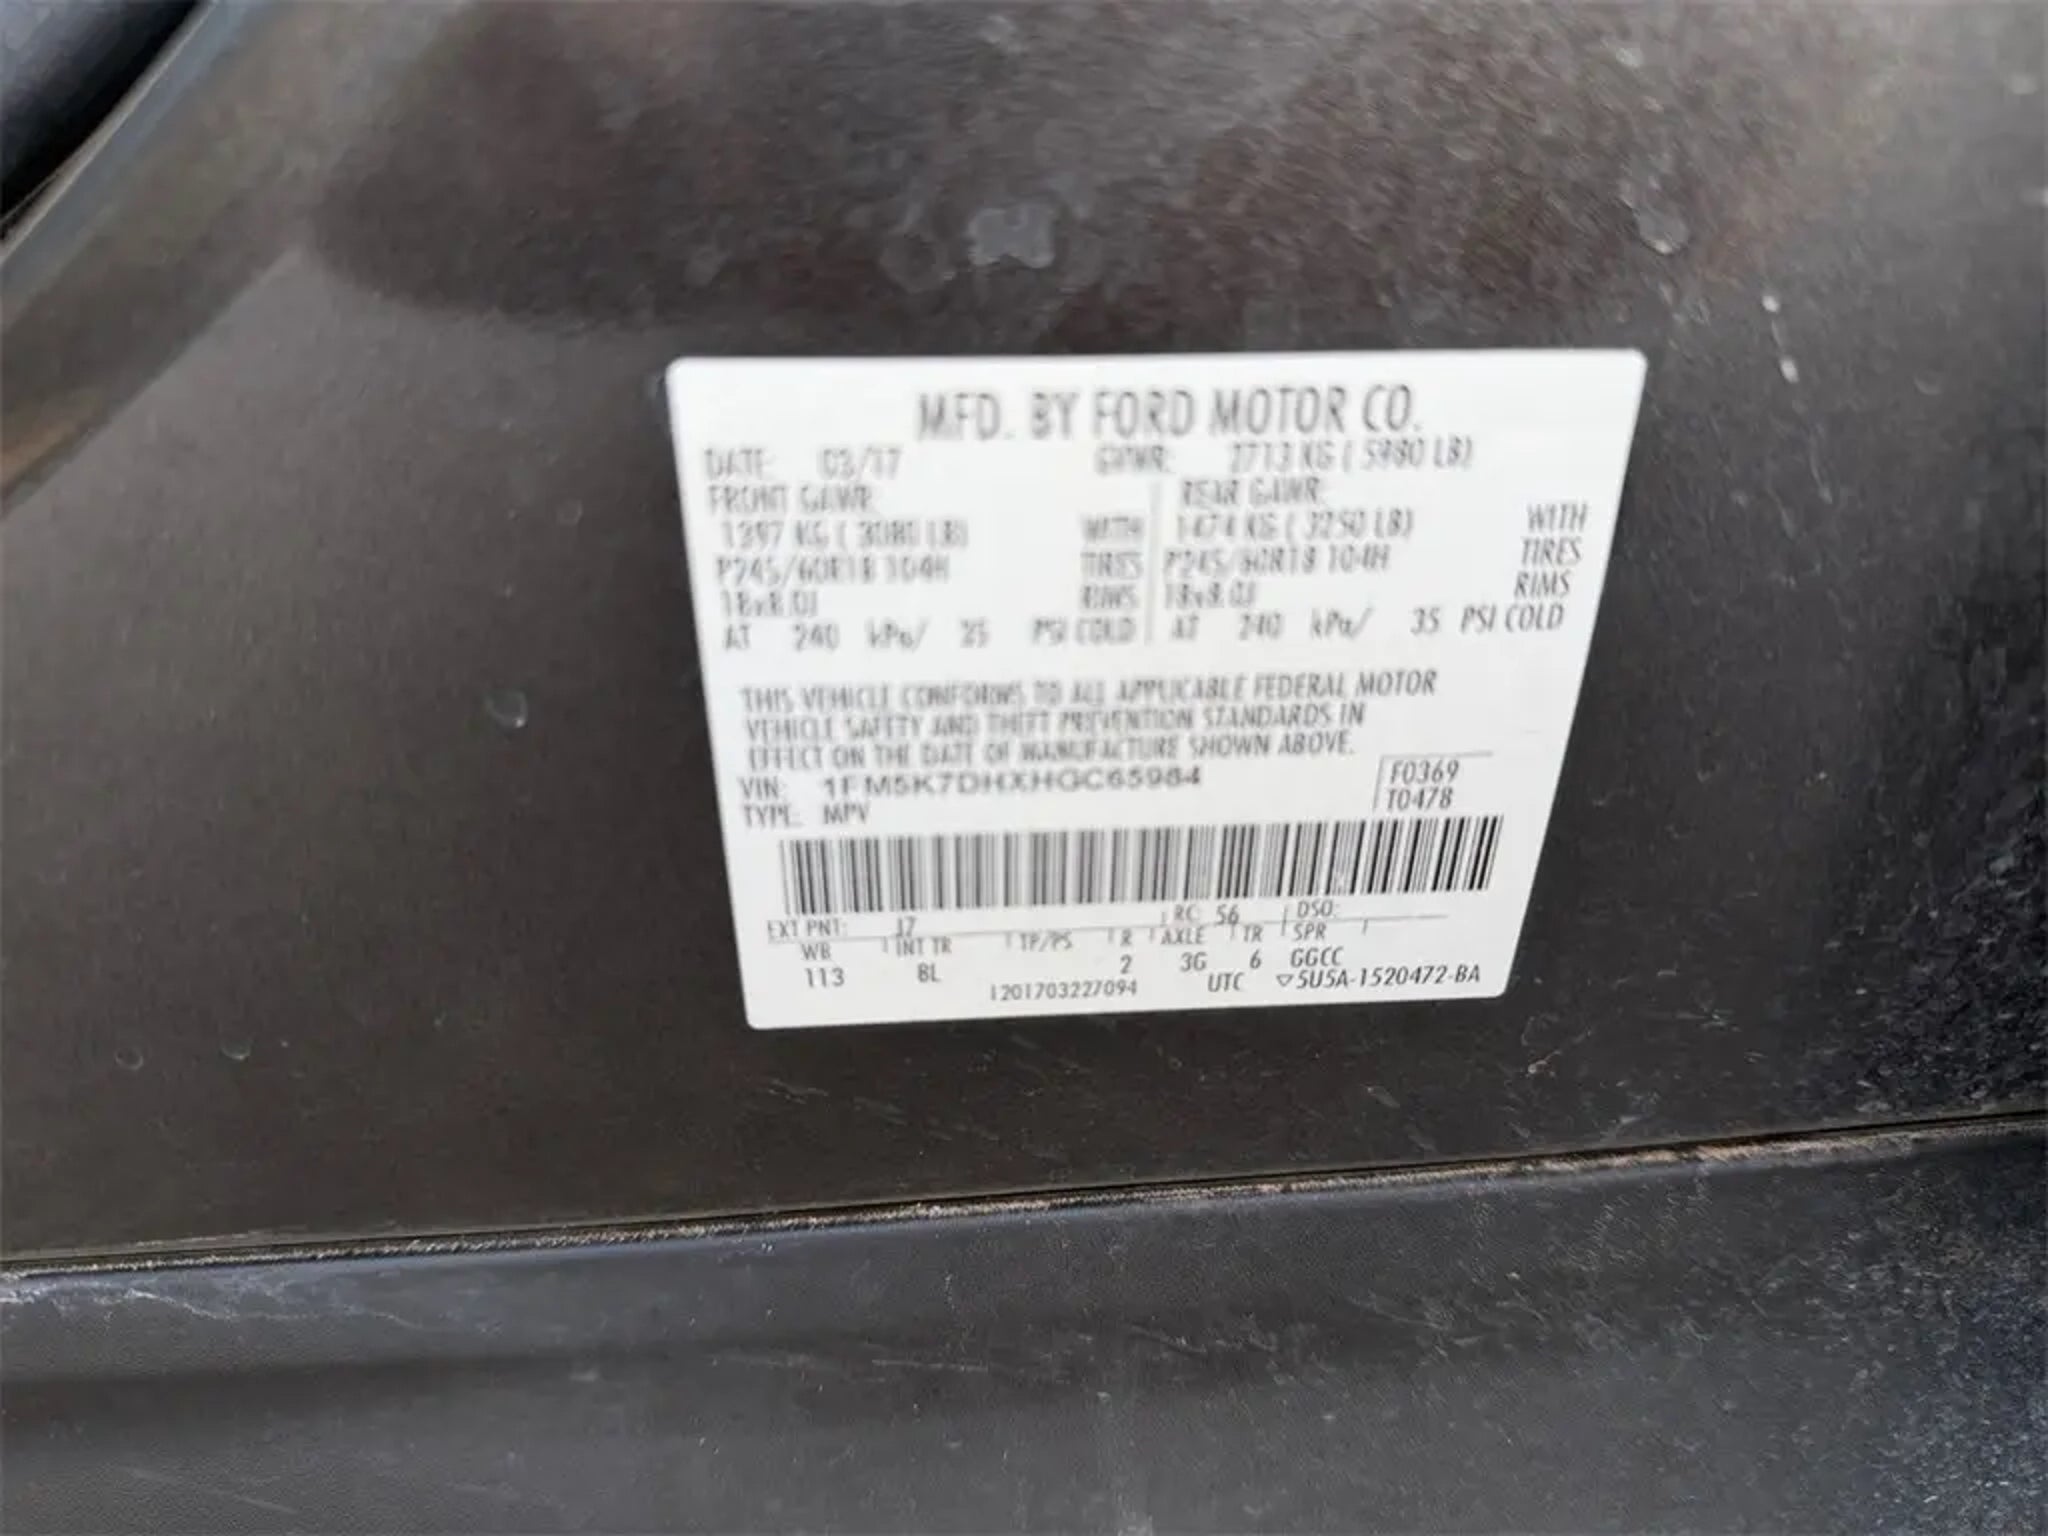 MFD. BY FORD MOTOR CO.
DATE: 03/17 GVWR: 2713 KG ( 5980 LB)
FRONT GAWR: REAR GAWR:
1397 KG ( 3080 LB) WITH 1474 KG ( 3250 LB) WITH
P245/60R18 104H TIRES P245/60R18 104H TIRES
18x8.0J RIMS 18x8.0J RIMS
AT 240 kPa/ 35 PSI COLD AT 240 kPa/ 35 PSI COLD
THIS VEHICLE CONFORMS TO ALL APPLICABLE FEDERAL MOTOR
VEHICLE SAFETY AND THEFT PREVENTION STANDARDS IN
EFFECT ON THE DATE OF MANUFACTURE SHOWN ABOVE.
VIN: 1FM5K7DHXHGC65984 F0369
TYPE: MPV T0478
EXT PNT: J7 RC: 56 DSO:
WB INT TR TP/PS R AXLE TR SPR
113 8L 2 3G 6 GGCC
1201703227094 UTC ▽5U5A-1520472-BA